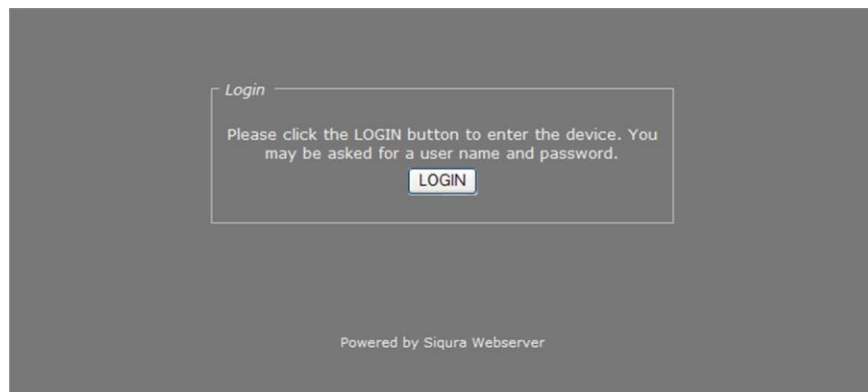 Login
Please click the LOGIN button to enter the device. You
may be asked for a user name and password.
LOGIN
Powered by Siqura Webserver